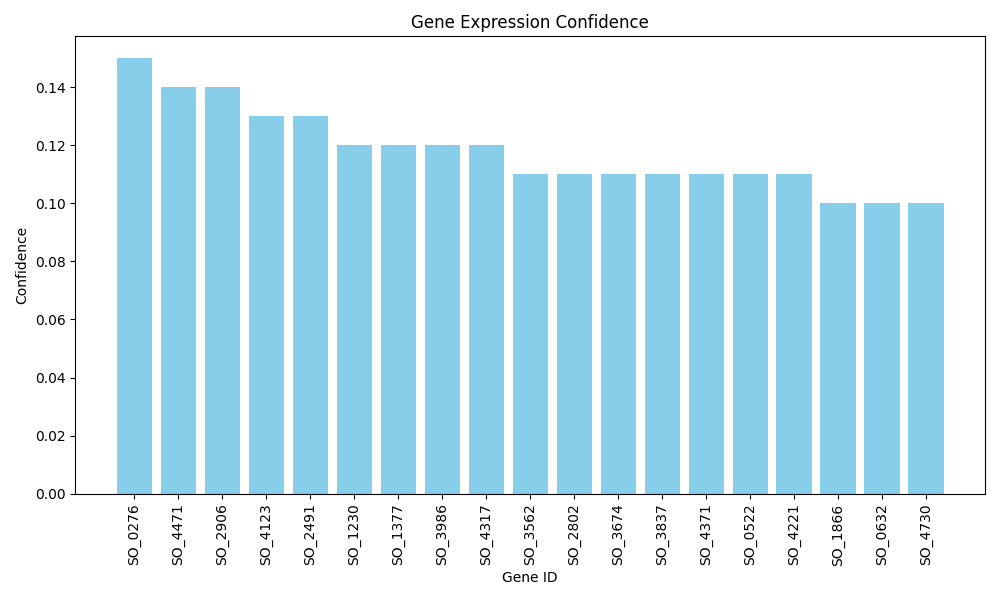 Gene Expression Confidence
Confidence
0.14
0.12
0.10
0.08
0.06
0.04
0.02
0.00
SO_0276
SO_4471
SO_2906
SO_4123
SO_2491
SO_1230
SO_1377
SO_3986
SO_4317
SO_3562
SO_2802
SO_3674
SO_3837
SO_4371
SO_0522
SO_4221
SO_1866
SO_0632
SO_4730
Gene ID